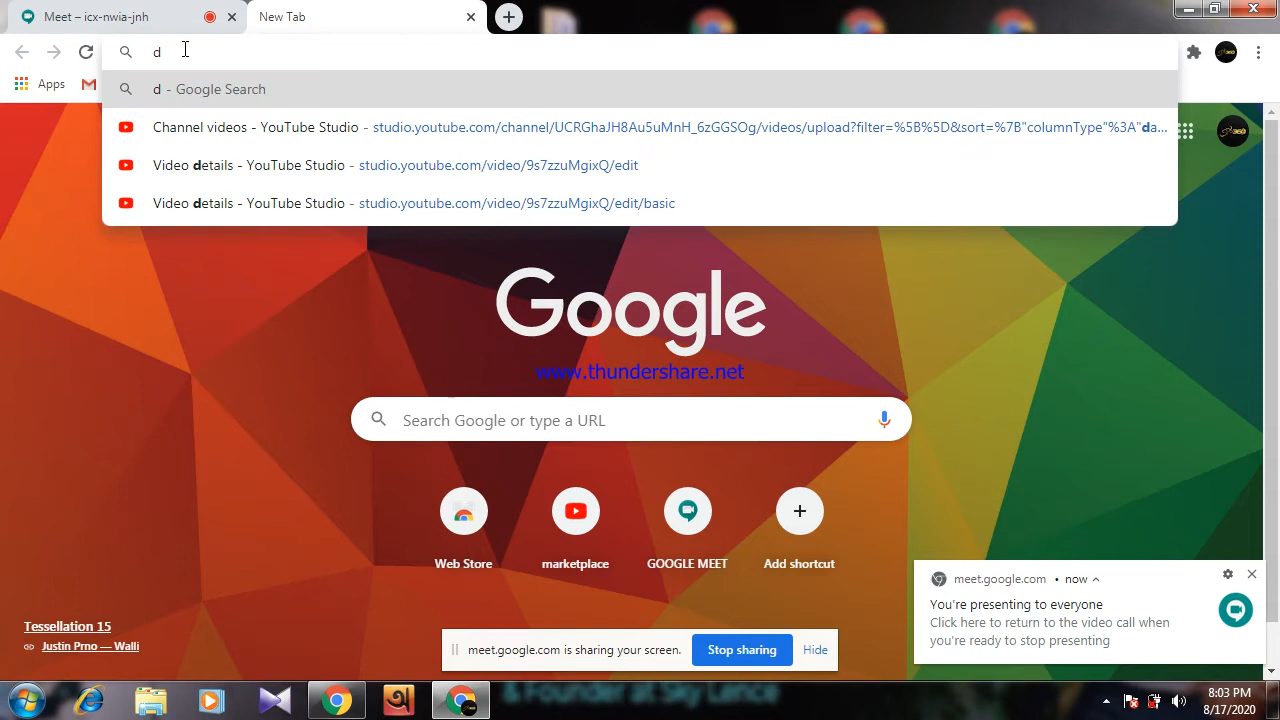 Meet – icx-nwia-jnh
New Tab
d
Apps
d - Google Search
Channel videos - YouTube Studio - studio.youtube.com/channel/UCRGhaJH8Au5uMnH_6zGGSOg/videos/upload?filter=%5B%5D&sort=%7B"columnType"%3A"da...
Video details - YouTube Studio - studio.youtube.com/video/9s7zzuMgixQ/edit
Video details - YouTube Studio - studio.youtube.com/video/9s7zzuMgixQ/edit/basic
Google
www.thundershare.net
Search Google or type a URL
Web Store
marketplace
GOOGLE MEET
Add shortcut
meet.google.com • now
You're presenting to everyone
Click here to return to the video call when
you're ready to stop presenting
Tessellation 15
Justin Prno — Walli
meet.google.com is sharing your screen.
Stop sharing
Hide
& Founder at Sky
8:03 PM
8/17/2020